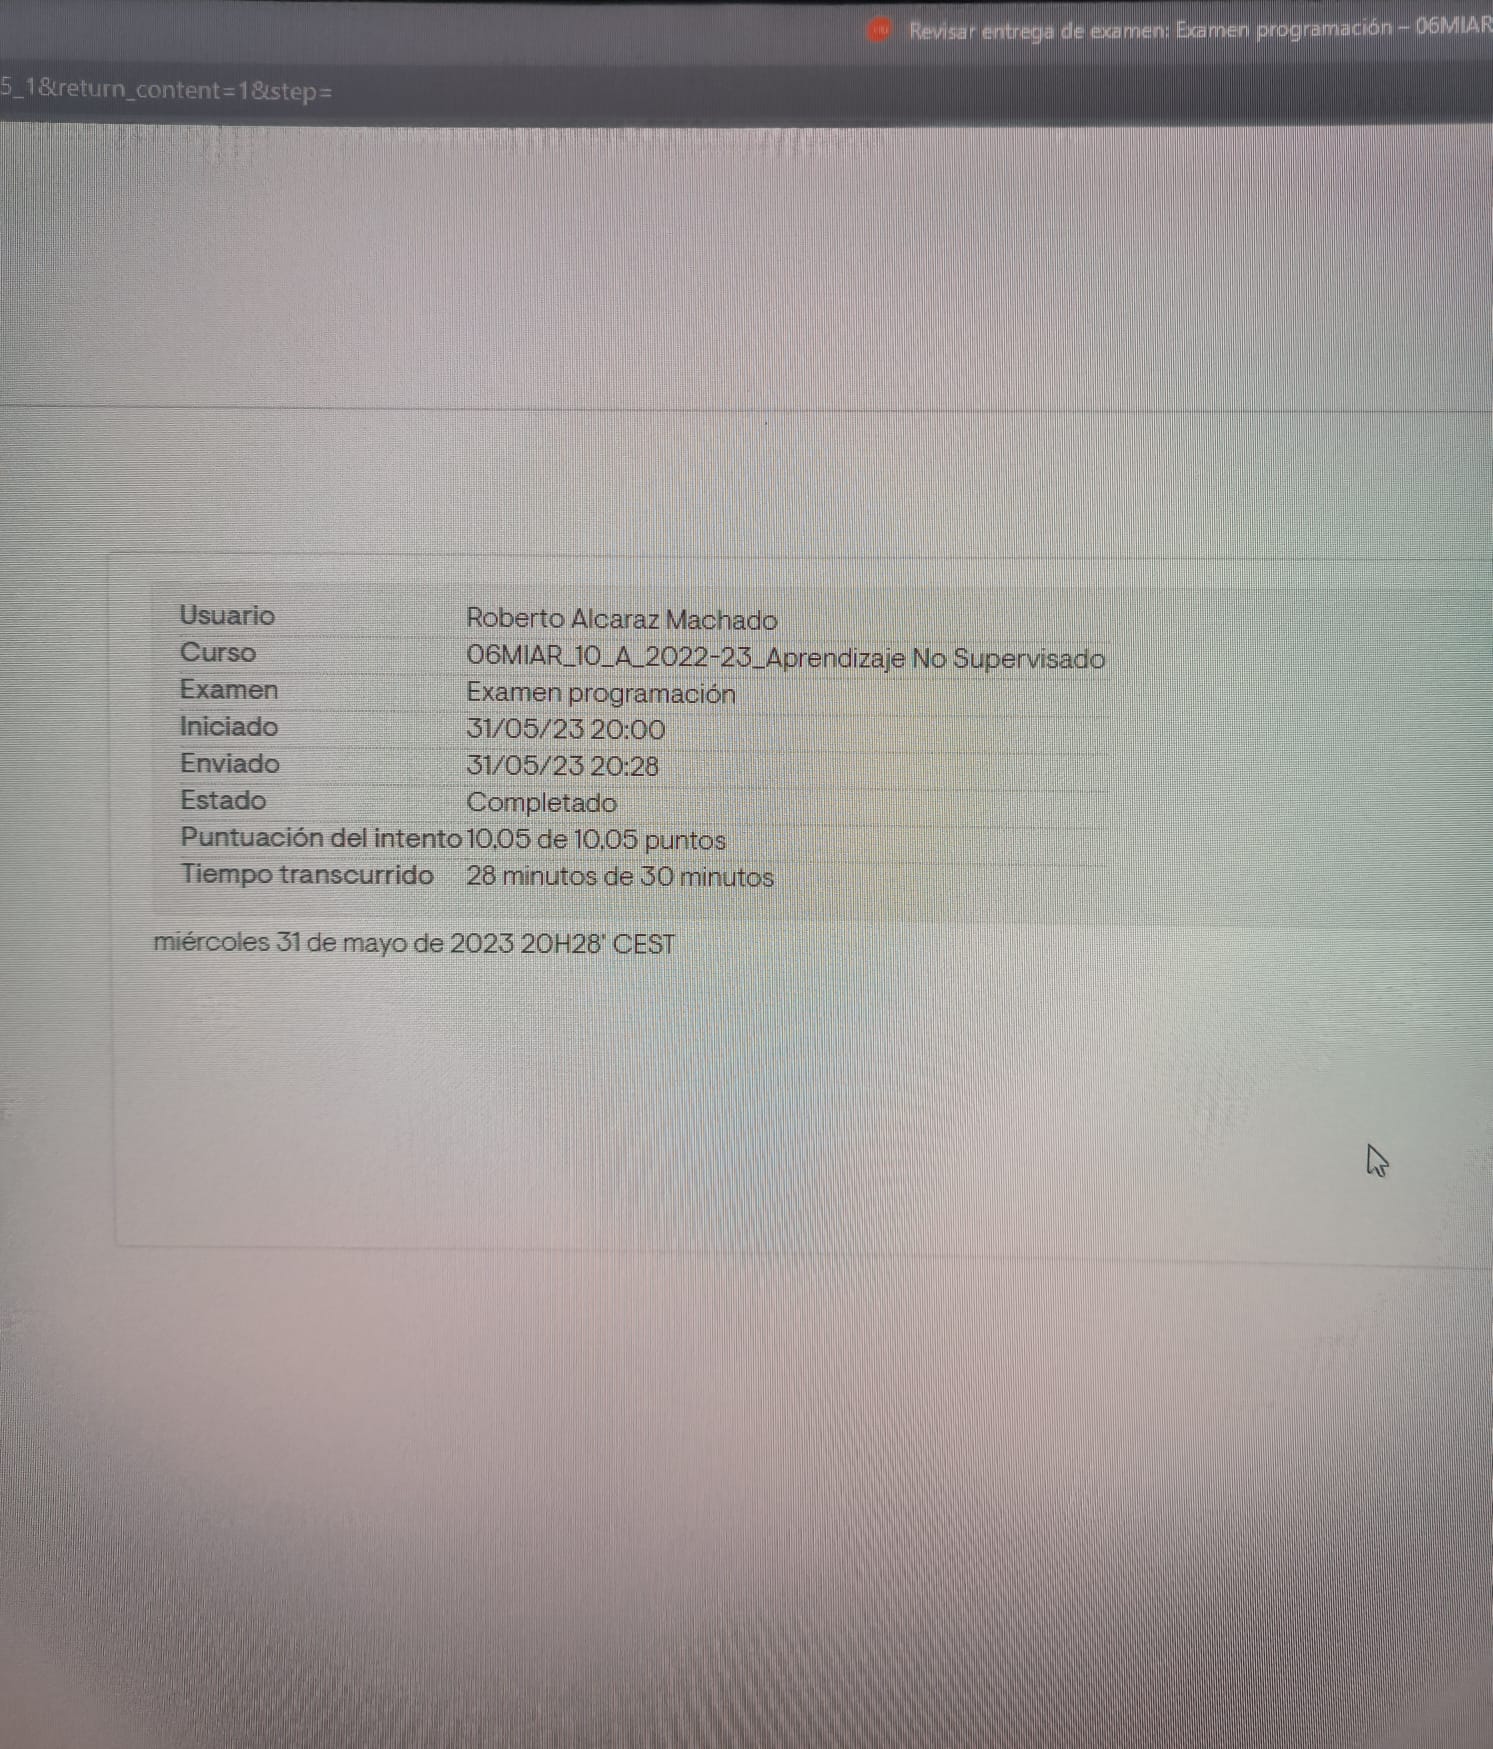 Revisar entrega de examen: Examen programación – 06MIAR
5_1&return_content=1&step=
Usuario Roberto Alcaraz Machado
Curso 06MIAR_10_A_2022-23_Aprendizaje No Supervisado
Examen Examen programación
Iniciado 31/05/23 20:00
Enviado 31/05/23 20:28
Estado Completado
Puntuación del intento 10,05 de 10,05 puntos
Tiempo transcurrido 28 minutos de 30 minutos
miércoles 31 de mayo de 2023 20H28' CEST